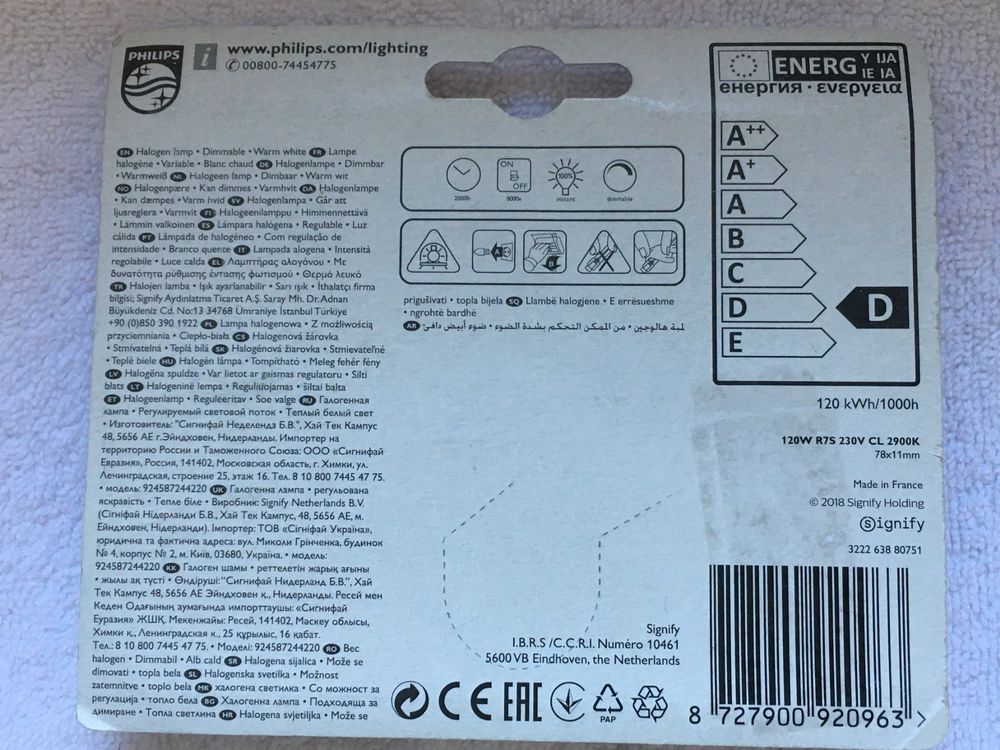 PHILIPS
i www.philips.com/lighting
✆ 00800-74454775
EN Halogen lamp • Dimmable • Warm white FR Lampe
halogène • Variable • Blanc chaud DE Halogenlampe • Dimmbar
• Warmweiß NL Halogeen lamp • Dimbaar • Warm wit
NO Halogenpære • Kan dimmes • Varmhvit DA Halogenlampe
• Kan dæmpes • Varm hvid SV Halogenlampa • Går att
ljusreglera • Varmvit FI Halogeenilamppu • Himmennettävä
• Lämmin valkoinen ES Lámpara halógena • Regulable • Luz
cálida PT Lâmpada de halogéneo • Com regulação de
intensidade • Branco quente IT Lampada alogena • Intensità
regolabile • Luce calda EL Λαμπτήρας αλογόνου • Με
δυνατότητα ρύθμισης έντασης φωτισμού • Θερμό λευκό
TR Halojen lamba • Işık ayarlanabilir • Sarı ışık • İthalatçı firma
bilgisi; Signify Aydınlatma Ticaret A.Ş. Saray Mh. Dr.Adnan
Büyükdeniz Cd. No:13 34768 Ümraniye İstanbul Türkiye
+90 (0)850 390 1922 PL Lampa halogenowa • Z możliwością
przyciemniania • Ciepło-biała CS Halogenová žárovka
• Stmívatelná • Teplá bílá SK Halogénová žiarovka • Stmievateľné
• Teplé biele HU Halogén lámpa • Tompítható • Meleg fehér fény
LV Halogēna spuldze • Var lietot ar gaismas regulatoru • Silti
balts LT Halogeninė lempa • Reguliuojamas • šiltai balta
ET Halogeenlamp • Reguleeritav • Soe valge RU Галогенная
лампа • Регулируемый световой поток • Теплый белый свет
• Изготовитель: "Сигнифай Неделендз Б.В.", Хай Тек Кампус
48, 5656 AE г.Эйндховен, Нидерланды. Импортер на
территорию России и Таможенного Союза: ООО «Сигнифай
Евразия», Россия, 141402, Московская область, г. Химки, ул.
Ленинградская, строение 25, этаж 16. Тел. 8 10 800 7445 47 75.
• модель: 924587244220 UK Галогенна лампа • регульована
яскравість • Тепле біле • Виробник: Signify Netherlands B.V.
(Сігніфай Нідерланди Б.В., Хай Тек Кампус, 48, 5656 АЕ, м.
Ейндховен, Нідерланди). Імпортер: ТОВ «Сігніфай Україна»,
юридична та фактична адреса: вул. Миколи Грінченка, будинок
№ 4, корпус № 2, м. Київ, 03680, Україна. • модель:
924587244220 KK Галоген шамы • реттелетін жарық ағыны
• жылы ақ түсті • Өндіруші:"Сигнифай Нидерланд Б.В.", Хай
Тек Кампус 48, 5656 АЕ Эйндховен қ., Нидерланды. Ресей мен
Кеден Одағының аумағында импорттаушы: «Сигнифай
Еуразия» ЖШҚ. Мекенжайы: Ресей, 141402, Мәскеу облысы,
Химки қ., Ленинградская к., 25 құрылыс, 16 қабат.
Тел.: 8 10 800 7445 47 75. • Моделі: 924587244220 RO Bec
halogen • Dimmabil • Alb cald SR Halogena sijalica • Može se
dimovati • topla bela SL Halogenska svetilka • Možnost
zatemnitve • toplo bela MK халогена светилка • Со можност за
регулација • топло бела BG Халогенна лампа • Подходяща за
димиране • Топла светлина HR Halogena svjetiljka • Može se
2000h
ON
OFF
8000x
100%
instant
dimmable
A
B
prigušivati • topla bijela SQ Llambë halogjene • E errësueshme
• ngrohtë bardhë
AR لمبة هالوجين • من الممكن التحكم بشدة الضوء • ضوء أبيض دافئ
ENERG Y IJA
IE IA
енергия • ενεργεια
A++
A+
A
B
C
D
D
E
120 kWh/1000h
120W R7S 230V CL 2900K
78x11mm
Made in France
© 2018 Signify Holding
Signify
3222 638 80751
Signify
I.B.R.S /C.C.R.I. Numéro 10461
5600 VB Eindhoven, the Netherlands
CE EAC
PAP
8 727900 920963 >